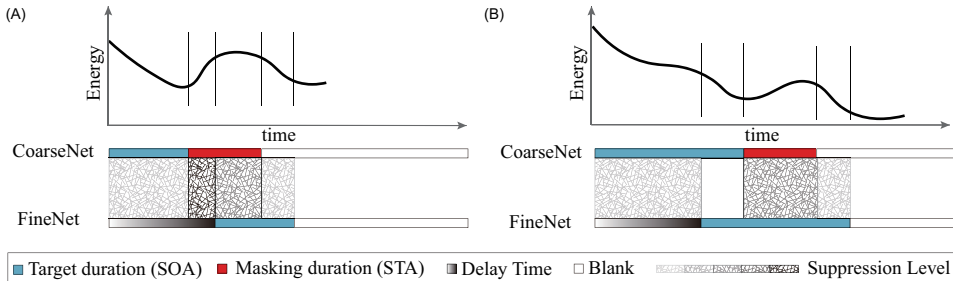 (A)
Energy
time
CoarseNet
FineNet
(B)
Energy
time
CoarseNet
FineNet
Target duration (SOA) Masking duration (STA) Delay Time Blank Suppression Level